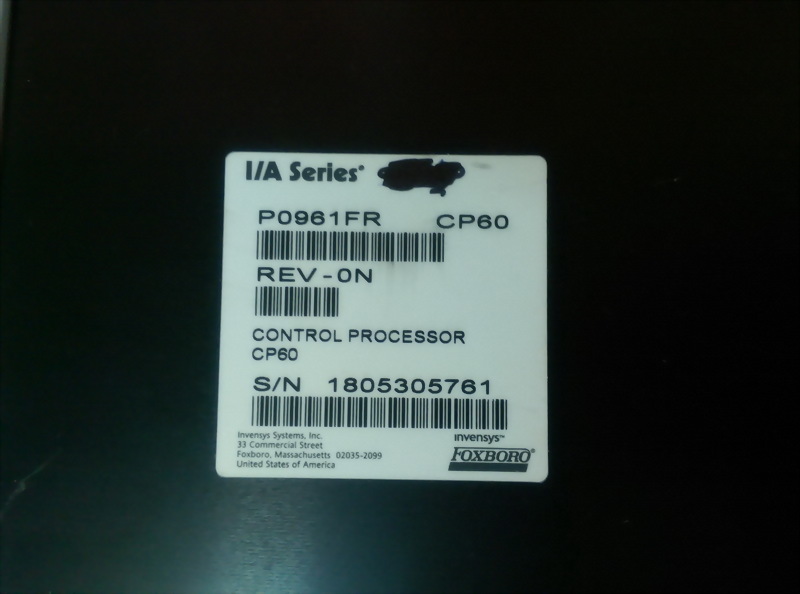 I/A Series®
P0961FR CP60
REV-0N
CONTROL PROCESSOR
CP60
S/N 1805305761
Invensys Systems, Inc.
33 Commercial Street
Foxboro, Massachusetts 02035-2099
United States of America
invensys™
FOXBORO®